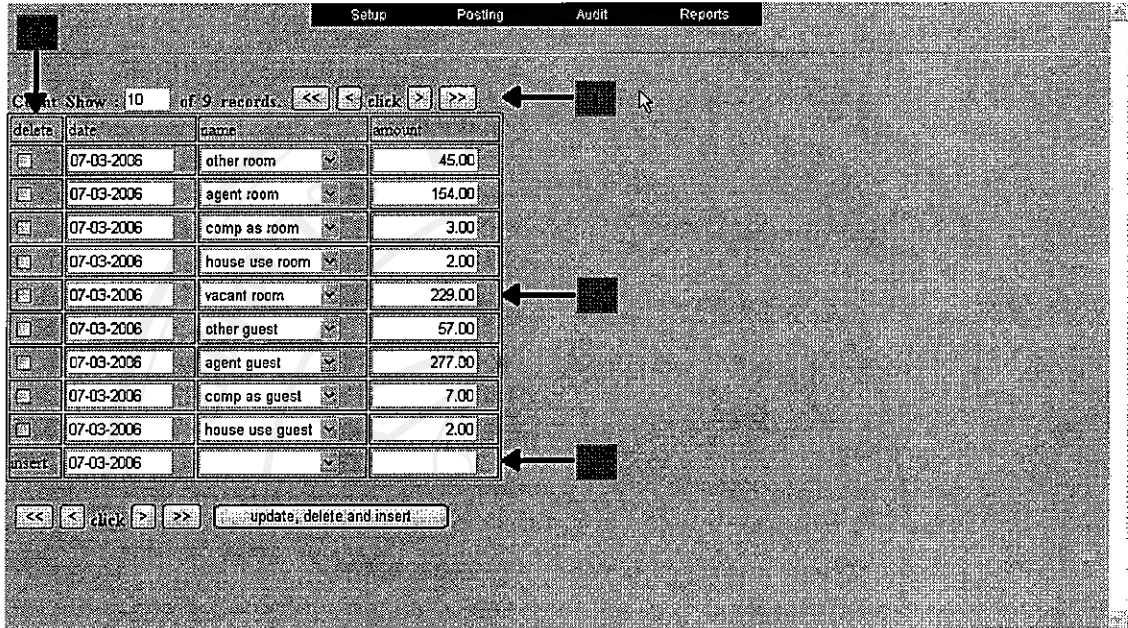 Setup Posting Audit Reports
Show : 10 of 9 records. << < click > >>
delete date name amount
07-03-2006 other room 45.00
07-03-2006 agent room 154.00
07-03-2006 comp as room 3.00
07-03-2006 house use room 2.00
07-03-2006 vacant room 229.00
07-03-2006 other guest 57.00
07-03-2006 agent guest 277.00
07-03-2006 comp as guest 7.00
07-03-2006 house use guest 2.00
insert 07-03-2006
<< < click > >> update, delete and insert